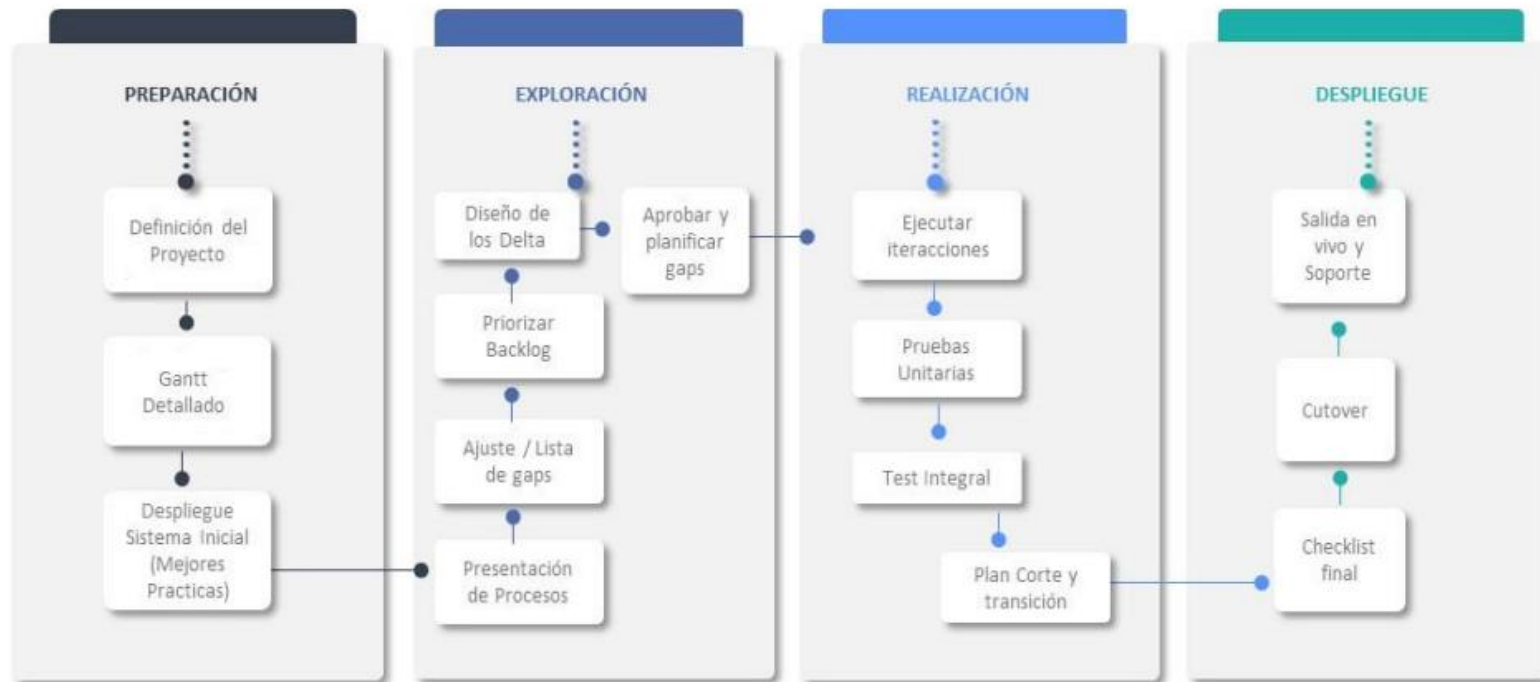 PREPARACIÓN
Definición del
Proyecto
Gantt
Detallado
Despliegue
Sistema Inicial
(Mejores
Practicas)
EXPLORACIÓN
Diseño de
los Delta
Aprobar y
planificar
gaps
Priorizar
Backlog
Ajuste / Lista
de gaps
Presentación
de Procesos
REALIZACIÓN
Ejecutar
iteracciones
Pruebas
Unitarias
Test Integral
Plan Corte y
transición
DESPLIEGUE
Salida en
vivo y
Soporte
Cutover
Checklist
final